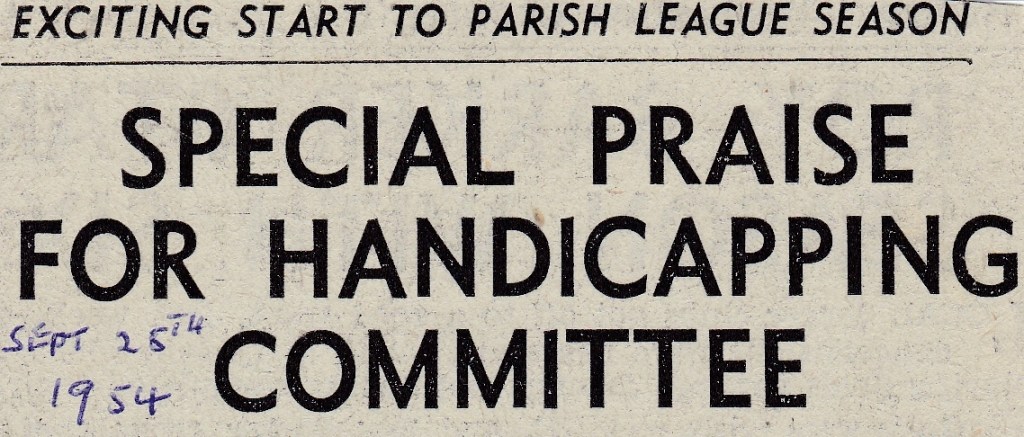 EXCITING START TO PARISH LEAGUE SEASON
SPECIAL PRAISE
FOR HANDICAPPING
COMMITTEE
SEPT 25TH
1954